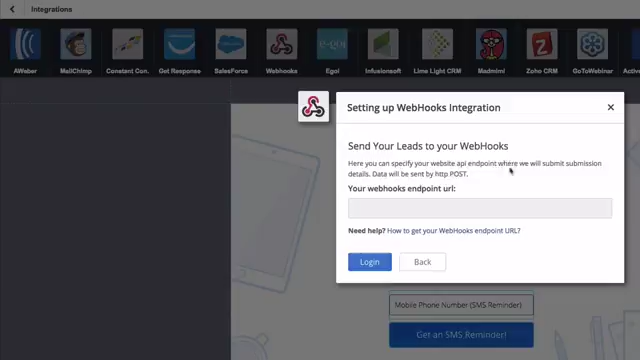 Integrations
AWeber
MailChimp
Constant Con.
Get Response
SalesForce
Webhooks
Egoi
Infusionsoft
Lime Light CRM
Madmimi
Zoho CRM
GoToWebinar
Setting up WebHooks Integration
Send Your Leads to your WebHooks
Here you can specify your website api endpoint where we will submit submission
details. Data will be sent by http POST.
Your webhooks endpoint url:
Need help? How to get your WebHooks endpoint URL?
Login
Back
Mobile Phone Number (SMS Reminder)
Get an SMS Reminder!